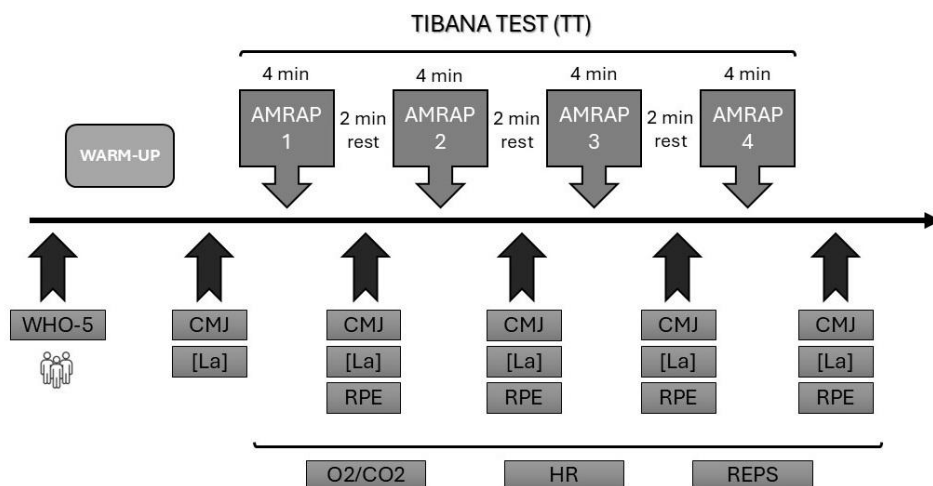 TIBANA TEST (TT)
4 min
4 min
4 min
4 min
WARM-UP
AMRAP
1
2 min
rest
AMRAP
2
2 min
rest
AMRAP
3
2 min
rest
AMRAP
4
WHO-5
CMJ
CMJ
CMJ
CMJ
CMJ
[La]
[La]
[La]
[La]
[La]
RPE
RPE
RPE
RPE
O2/CO2
HR
REPS